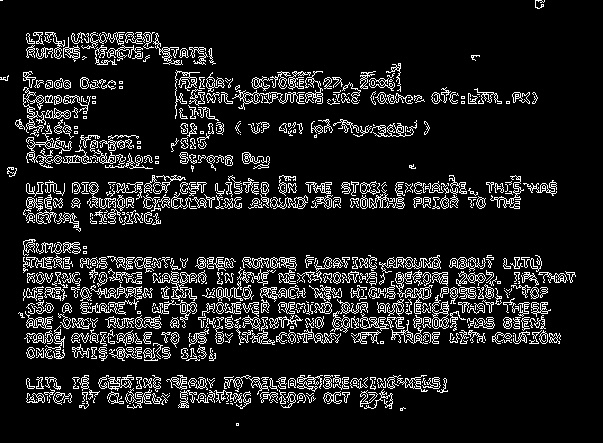 LITL UNCOVERED!
RUMORS, FACTS, STATS!
Trade Date: FRIDAY, OCTOBER 27, 2006
Company: COMPUTERS INC (Other OTC:LITL.PK)
Symbol: LITL
Price: $1.18 ( UP 4%! on Thursday )
5-day Target: $15
Recommendation: Strong Buy
LITL DID IN FACT GET LISTED ON THE STOCK EXCHANGE. THIS HAS
BEEN A RUMOR CIRCULATING AROUND FOR MONTHS PRIOR TO THE
ACTUAL LISTING!
RUMORS:
THERE HAS RECENTLY BEEN RUMORS FLOATING AROUND ABOUT LITL
MOVING TO THE NASDAQ IN THE NEXT MONTHS, BEFORE 2007. IF THAT
WERE TO HAPPEN LITL WOULD REACH NEW HIGHS AND POSSIBLY TOP
$30 A SHARE! WE DO HOWEVER REMIND OUR AUDIENCE THAT THERE
ARE ONLY RUMORS AT THIS POINT. NO CONCRETE PROOF HAS BEEN
MADE AVAILABLE TO US BY THE COMPANY YET. TRADE WITH CAUTION
ONCE THIS BREAKS $15!
LITL IS GETTING READY TO RELEASE BREAKING NEWS!
WATCH IT CLOSELY STARTING FRIDAY OCT 27